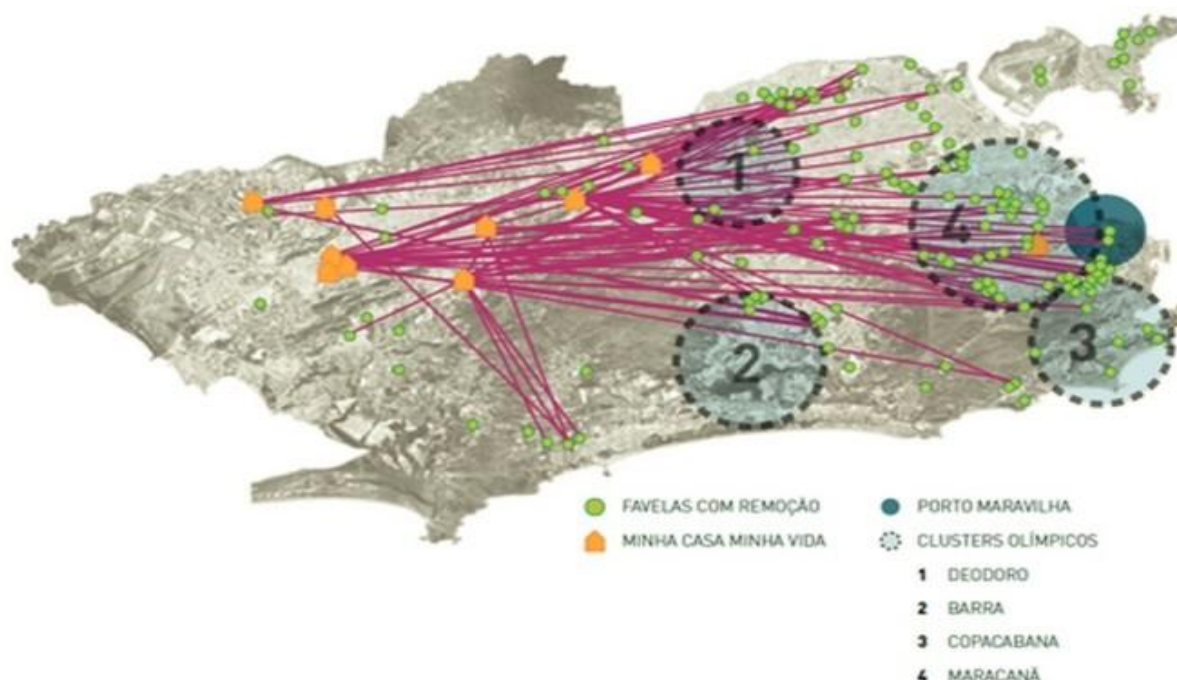 1
4
2
3
FAVELAS COM REMOÇÃO
MINHA CASA MINHA VIDA
PORTO MARAVILHA
CLUSTERS OLÍMPICOS
1 DEODORO
2 BARRA
3 COPACABANA
4 MARACANÃ